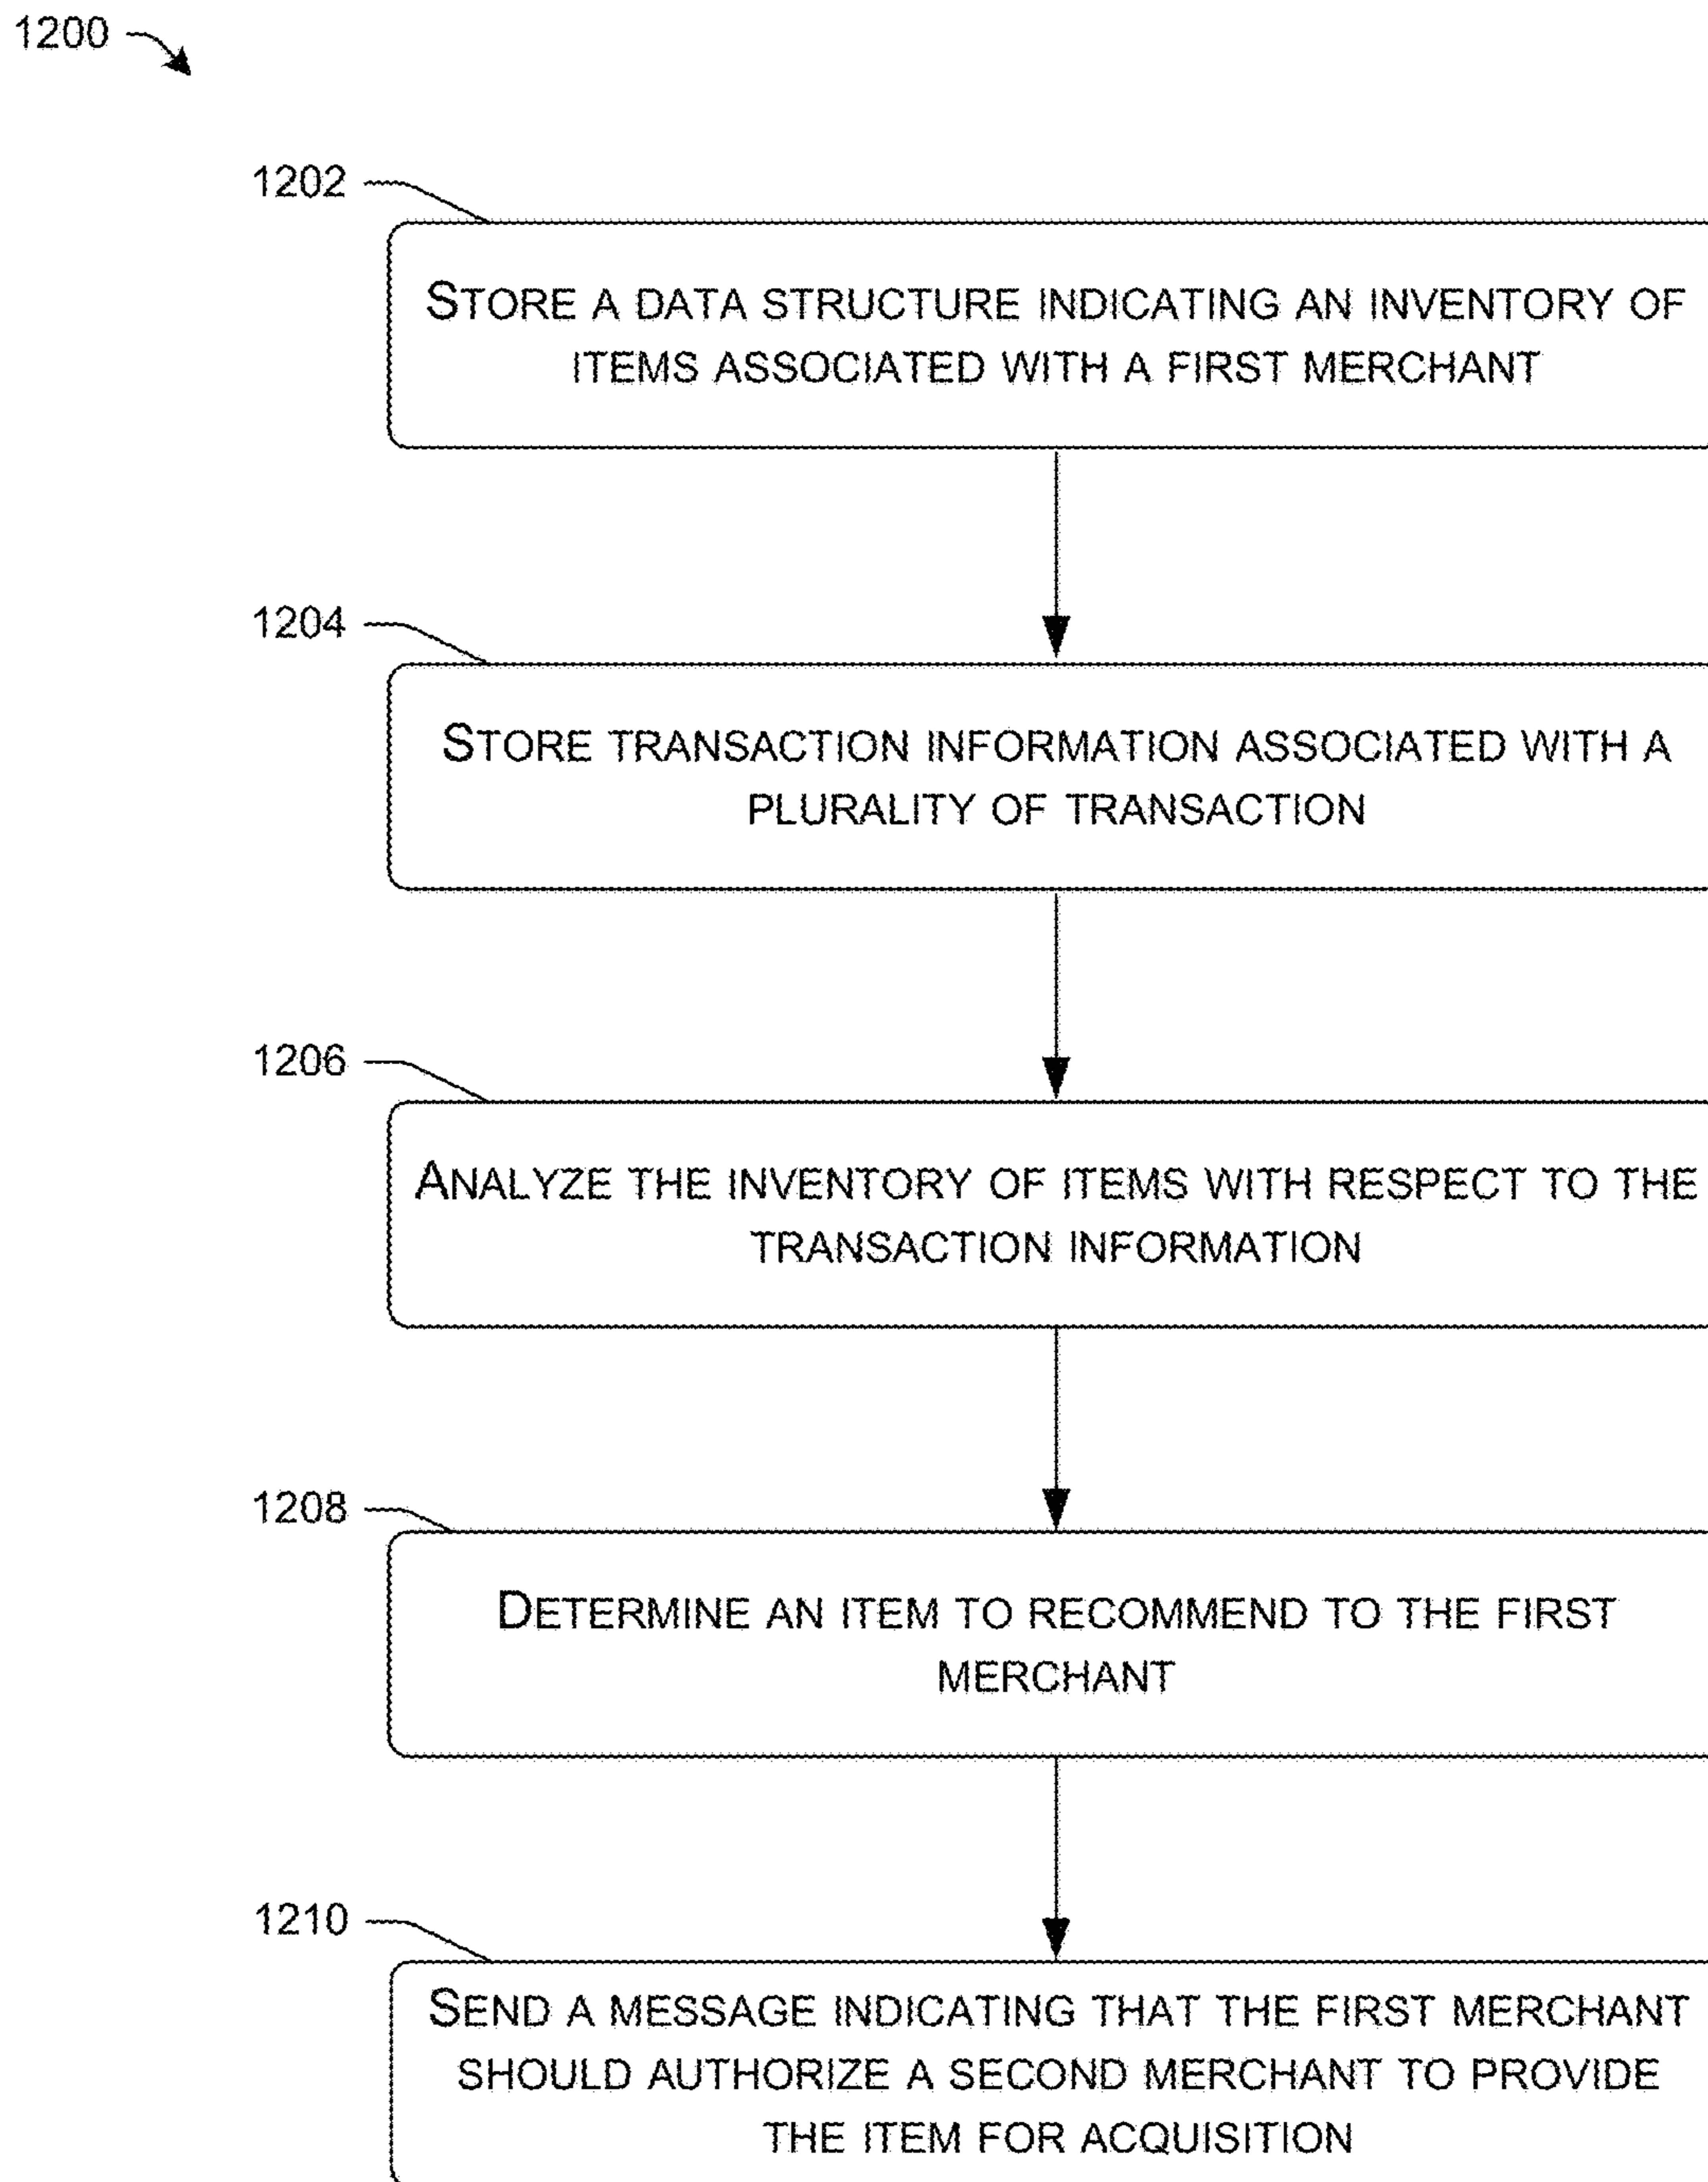 1200
1202
STORE A DATA STRUCTURE INDICATING AN INVENTORY OF
ITEMS ASSOCIATED WITH A FIRST MERCHANT
1204
STORE TRANSACTION INFORMATION ASSOCIATED WITH A
PLURALITY OF TRANSACTION
1206
ANALYZE THE INVENTORY OF ITEMS WITH RESPECT TO THE
TRANSACTION INFORMATION
1208
DETERMINE AN ITEM TO RECOMMEND TO THE FIRST
MERCHANT
1210
SEND A MESSAGE INDICATING THAT THE FIRST MERCHANT
SHOULD AUTHORIZE A SECOND MERCHANT TO PROVIDE
THE ITEM FOR ACQUISITION